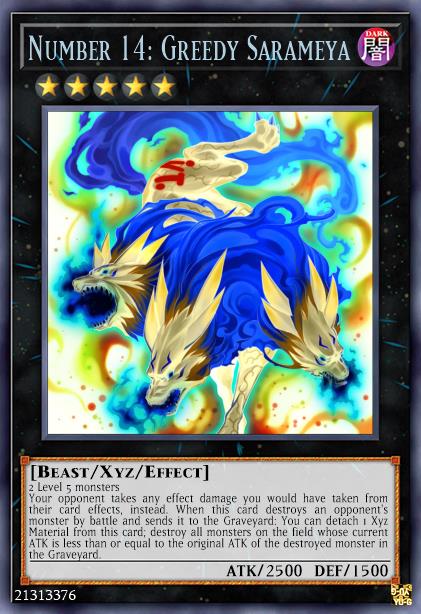 Number 14: Greedy Sarameya
DARK
闇
[Beast/Xyz/Effect]
2 Level 5 monsters
Your opponent takes any effect damage you would have taken from
their card effects, instead. When this card destroys an opponent's
monster by battle and sends it to the Graveyard: You can detach 1 Xyz
Material from this card; destroy all monsters on the field whose current
ATK is less than or equal to the original ATK of the destroyed monster in
the Graveyard.
ATK/2500 DEF/1500
21313376